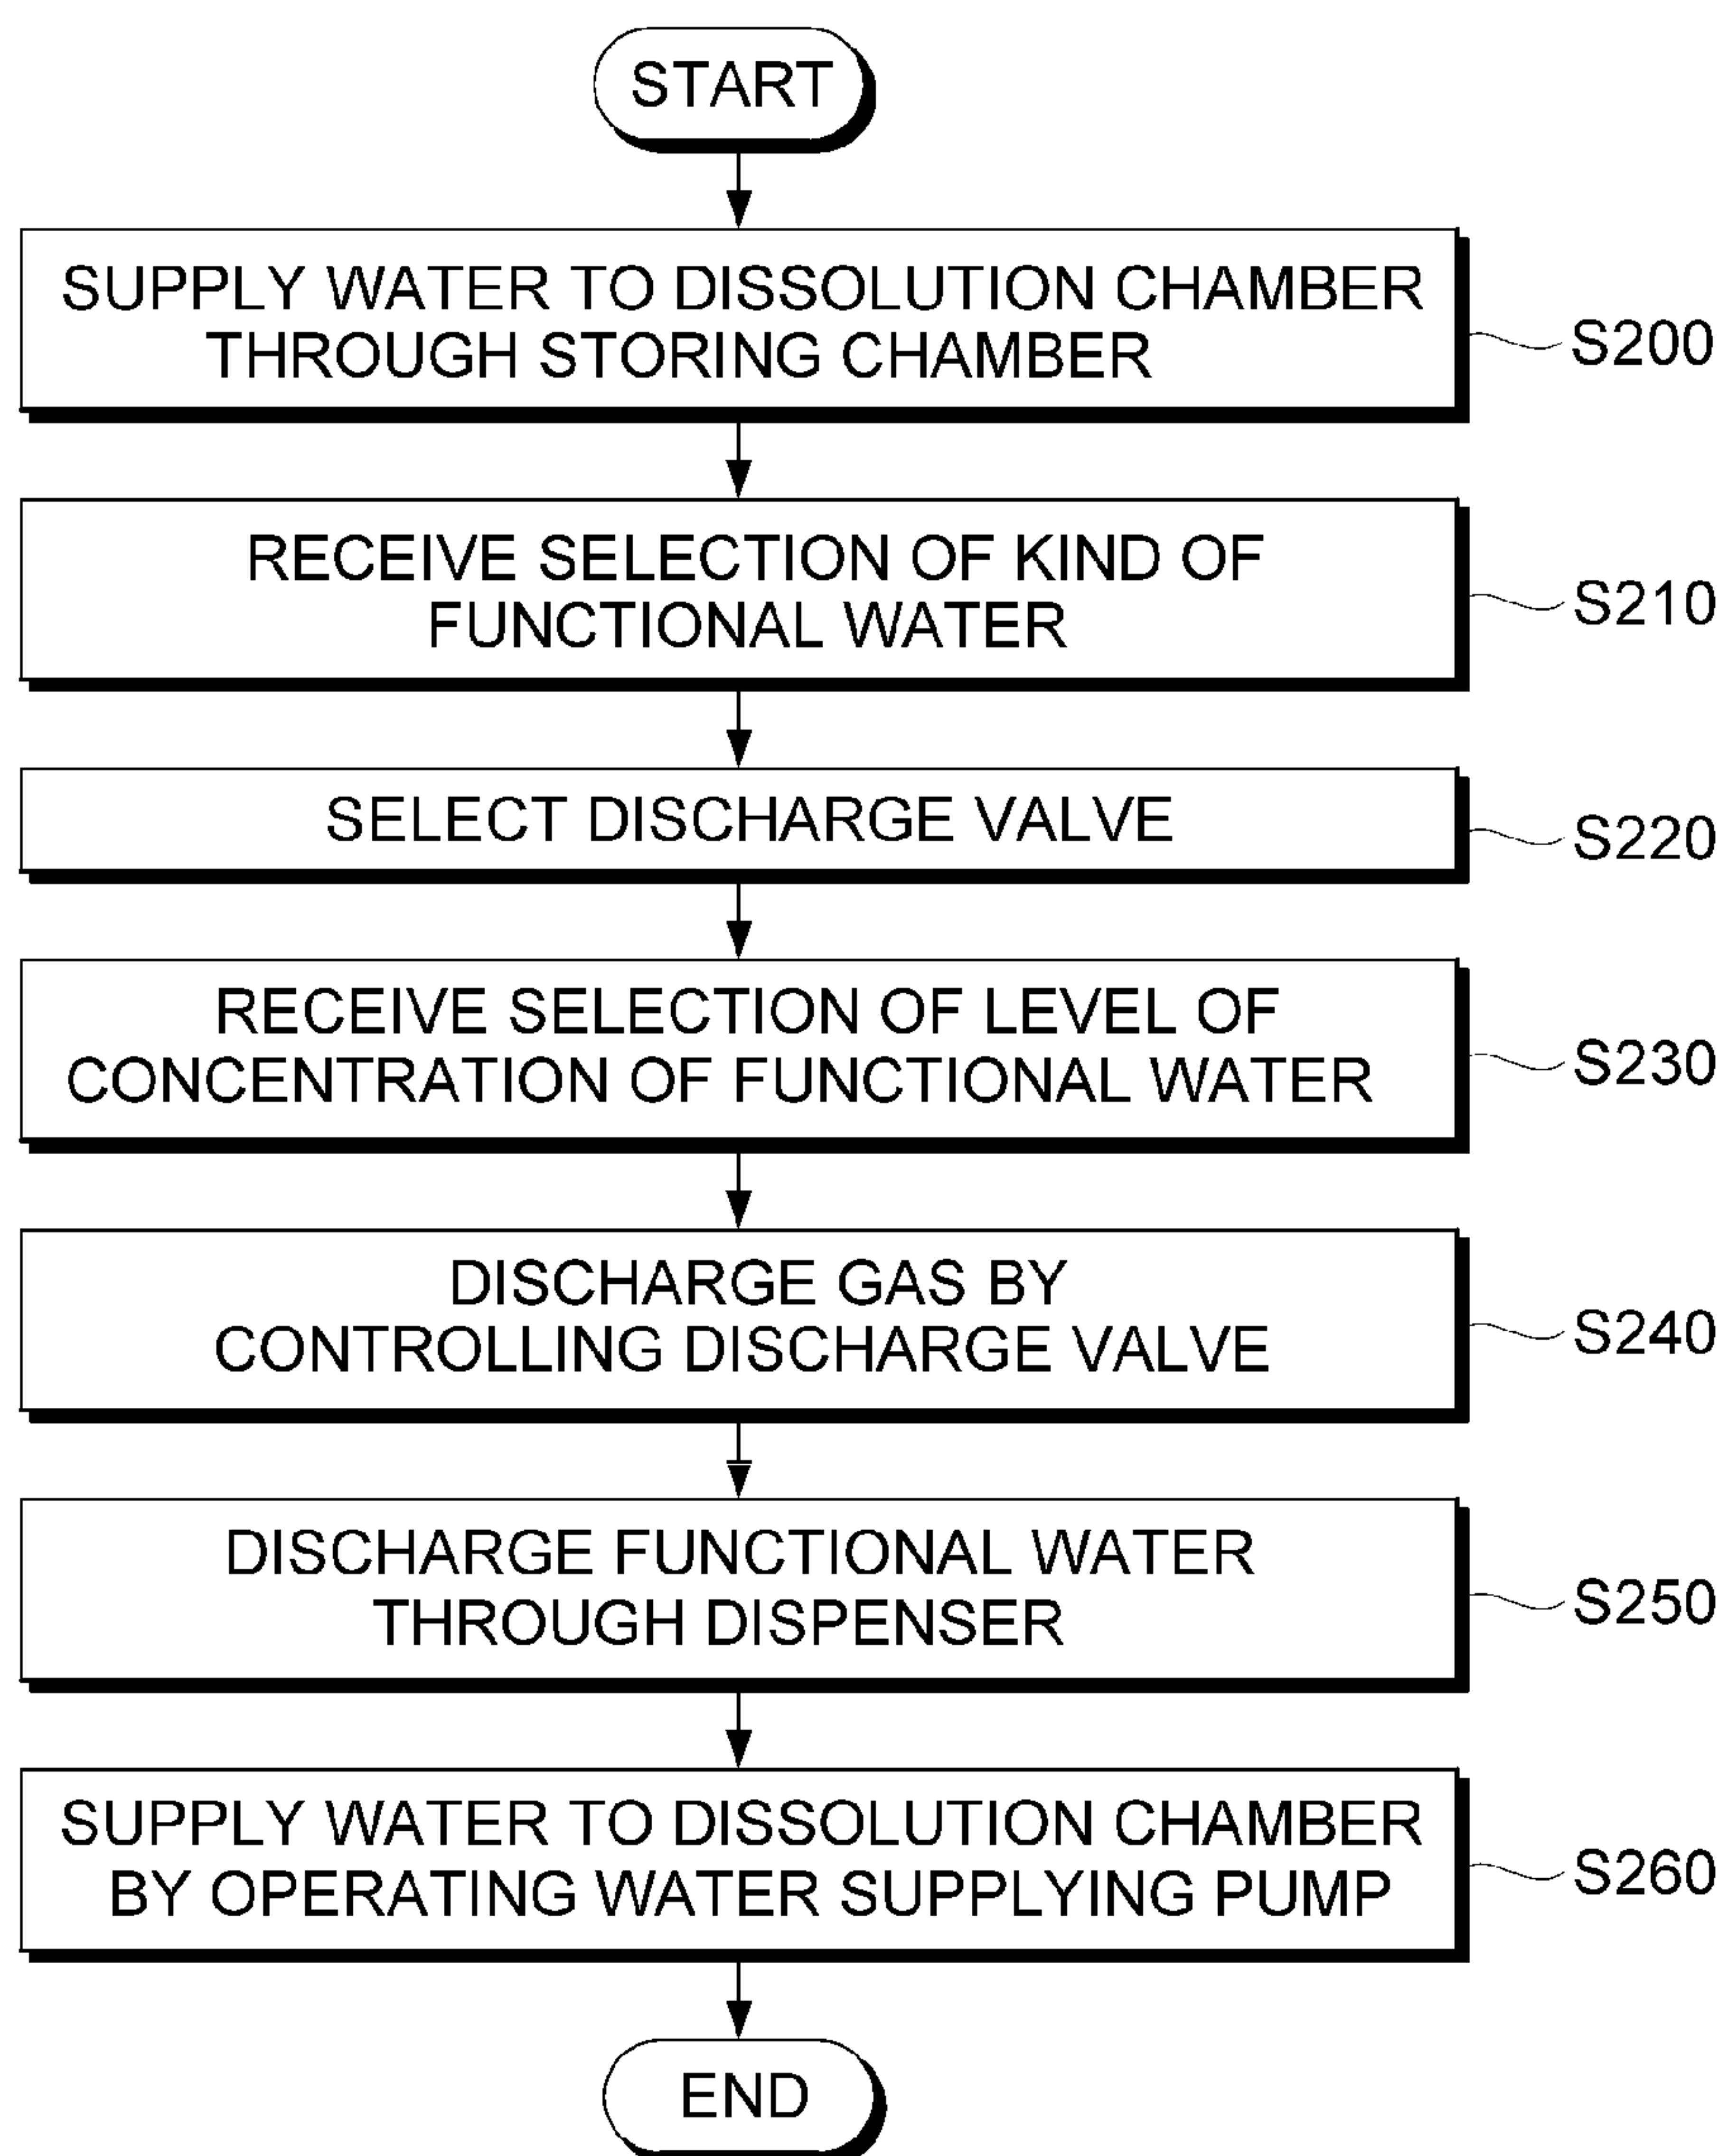 START
SUPPLY WATER TO DISSOLUTION CHAMBER
THROUGH STORING CHAMBER
S200
RECEIVE SELECTION OF KIND OF
FUNCTIONAL WATER
S210
SELECT DISCHARGE VALVE
S220
RECEIVE SELECTION OF LEVEL OF
CONCENTRATION OF FUNCTIONAL WATER
S230
DISCHARGE GAS BY
CONTROLLING DISCHARGE VALVE
S240
DISCHARGE FUNCTIONAL WATER
THROUGH DISPENSER
S250
SUPPLY WATER TO DISSOLUTION CHAMBER
BY OPERATING WATER SUPPLYING PUMP
S260
END